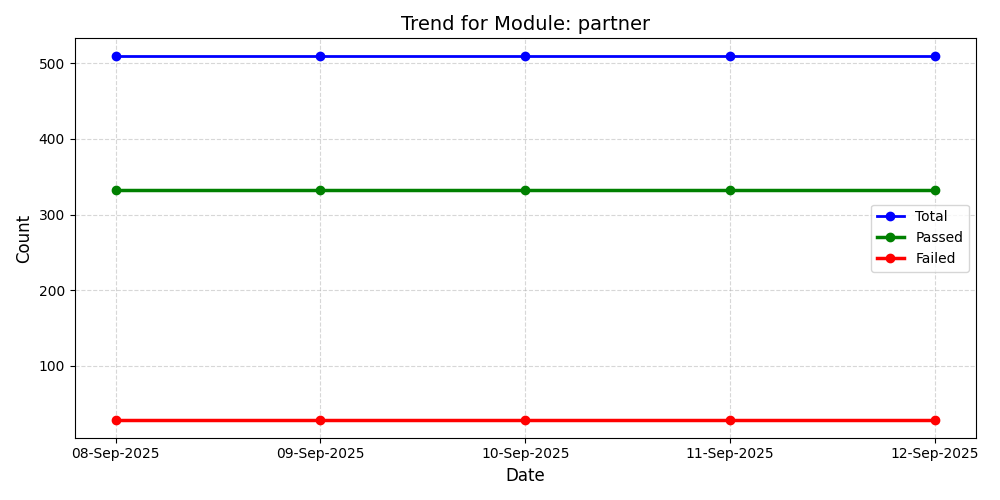 Trend for Module: partner
Count
500
400
300
200
100
Total
Passed
Failed
08-Sep-2025
09-Sep-2025
10-Sep-2025
11-Sep-2025
12-Sep-2025
Date